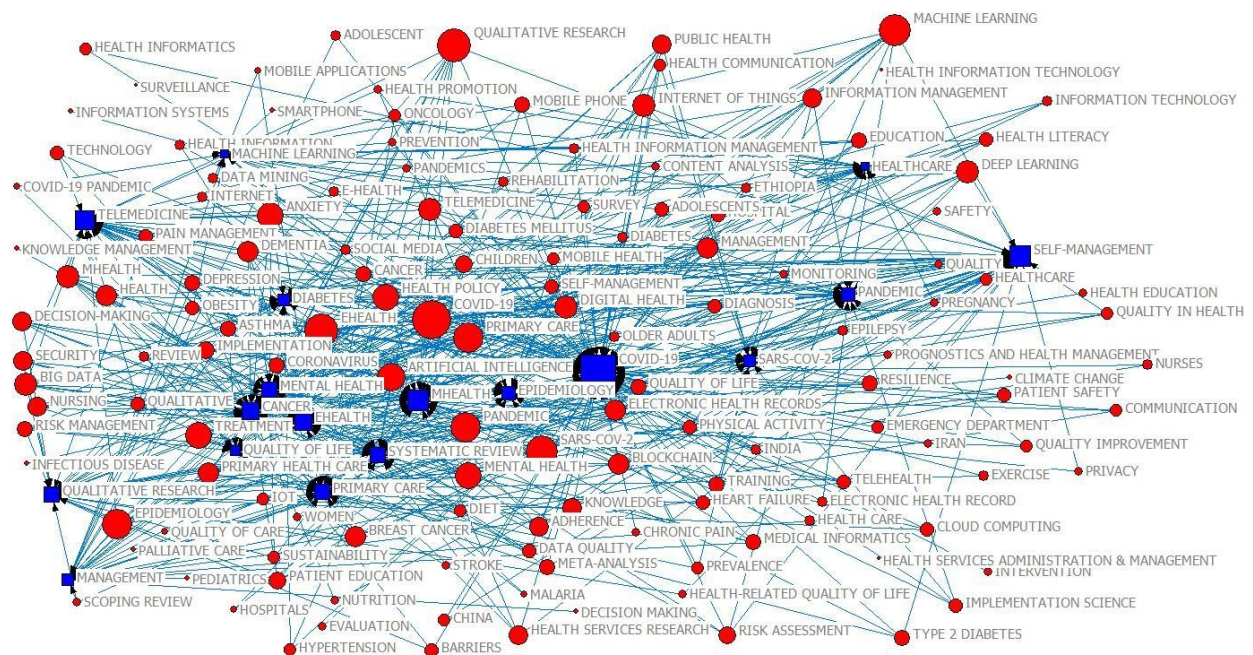 MACHINE LEARNING
QUALITATIVE RESEARCH
ADOLESCENT
PUBLIC HEALTH
HEALTH INFORMATICS
HEALTH COMMUNICATION
MOBILE APPLICATIONS
HEALTH INFORMATION TECHNOLOGY
SURVEILLANCE
HEALTH PROMOTION
INFORMATION MANAGEMENT
MOBILE PHONE
INTERNET OF THINGS
INFORMATION TECHNOLOGY
INFORMATION SYSTEMS
SMARTPHONE
ONCOLOGY
EDUCATION
HEALTH LITERACY
HEALTH INFORMATION
PREVENTION
HEALTH INFORMATION MANAGEMENT
TECHNOLOGY
MACHINE LEARNING
PANDEMICS
CONTENT ANALYSIS
HEALTHCARE
DEEP LEARNING
DATA MINING
REHABILITATION
COVID-19 PANDEMIC
INTERNET
E-HEALTH
ETHIOPIA
TELEMEDICINE
ANXIETY
TELEMEDICINE
SURVEY
ADOLESCENTS
HOSPITAL
SAFETY
PAIN MANAGEMENT
DIABETES MELLITUS
DIABETES
KNOWLEDGE MANAGEMENT
DEMENTIA
SOCIAL MEDIA
MANAGEMENT
SELF-MANAGEMENT
MHEALTH
CANCER
CHILDREN
MOBILE HEALTH
MONITORING
QUALITY
HEALTH
DEPRESSION
HEALTH POLICY
SELF-MANAGEMENT
HEALTHCARE
OBESITY
DIABETES
COVID-19
DIGITAL HEALTH
DIAGNOSIS
PANDEMIC
PREGNANCY
HEALTH EDUCATION
QUALITY IN HEALTH
DECISION-MAKING
ASTHMA
EHEALTH
PRIMARY CARE
OLDER ADULTS
EPILEPSY
SECURITY
REVIEW
IMPLEMENTATION
CORONAVIRUS
ARTIFICIAL INTELLIGENCE
COVID-19
SARS-COV-2
PROGNOSTICS AND HEALTH MANAGEMENT
NURSES
BIG DATA
MENTAL HEALTH
MHEALTH
EPIDEMIOLOGY
QUALITY OF LIFE
RESILIENCE
CLIMATE CHANGE
PATIENT SAFETY
NURSING
QUALITATIVE
CANCER
EHEALTH
ELECTRONIC HEALTH RECORDS
COMMUNICATION
RISK MANAGEMENT
TREATMENT
PANDEMIC
PHYSICAL ACTIVITY
EMERGENCY DEPARTMENT
QUALITY OF LIFE
SYSTEMATIC REVIEW
SARS-COV-2
INDIA
IRAN
QUALITY IMPROVEMENT
INFECTIOUS DISEASE
PRIMARY HEALTH CARE
MENTAL HEALTH
BLOCKCHAIN
EXERCISE
PRIVACY
QUALITATIVE RESEARCH
IOT
PRIMARY CARE
TRAINING
TELEHEALTH
EPIDEMIOLOGY
WOMEN
DIET
KNOWLEDGE
HEART FAILURE
ELECTRONIC HEALTH RECORD
QUALITY OF CARE
BREAST CANCER
ADHERENCE
CHRONIC PAIN
HEALTH CARE
CLOUD COMPUTING
PALLIATIVE CARE
SUSTAINABILITY
DATA QUALITY
MEDICAL INFORMATICS
HEALTH SERVICES ADMINISTRATION & MANAGEMENT
MANAGEMENT
PEDIATRICS
PATIENT EDUCATION
STROKE
META-ANALYSIS
PREVALENCE
INTERVENTION
SCOPING REVIEW
HOSPITALS
NUTRITION
MALARIA
HEALTH-RELATED QUALITY OF LIFE
IMPLEMENTATION SCIENCE
EVALUATION
CHINA
DECISION MAKING
HYPERTENSION
BARRIERS
HEALTH SERVICES RESEARCH
RISK ASSESSMENT
TYPE 2 DIABETES